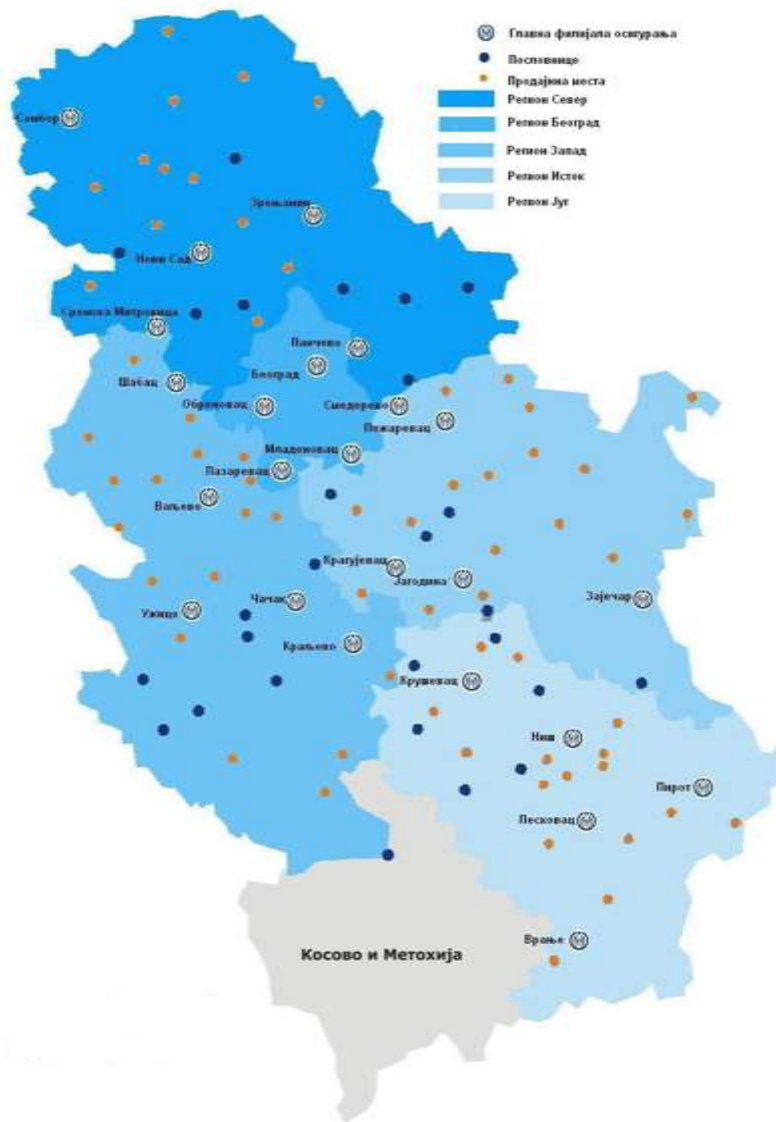 Главна филијала осигурања
Пословнице
Продајна места
Регион Север
Регион Београд
Регион Запад
Регион Исток
Регион Југ
Сомбор
Зрењанин
Нови Сад
Сремска Митровица
Панчево
Београд
Шабац
Обреновац
Смедерево
Пожаревац
Младеновац
Лазаревац
Ваљево
Крагујевац
Јагодина
Зајечар
Чачак
Ужице
Краљево
Крушевац
Ниш
Пирот
Лесковац
Врање
Косово и Метохија